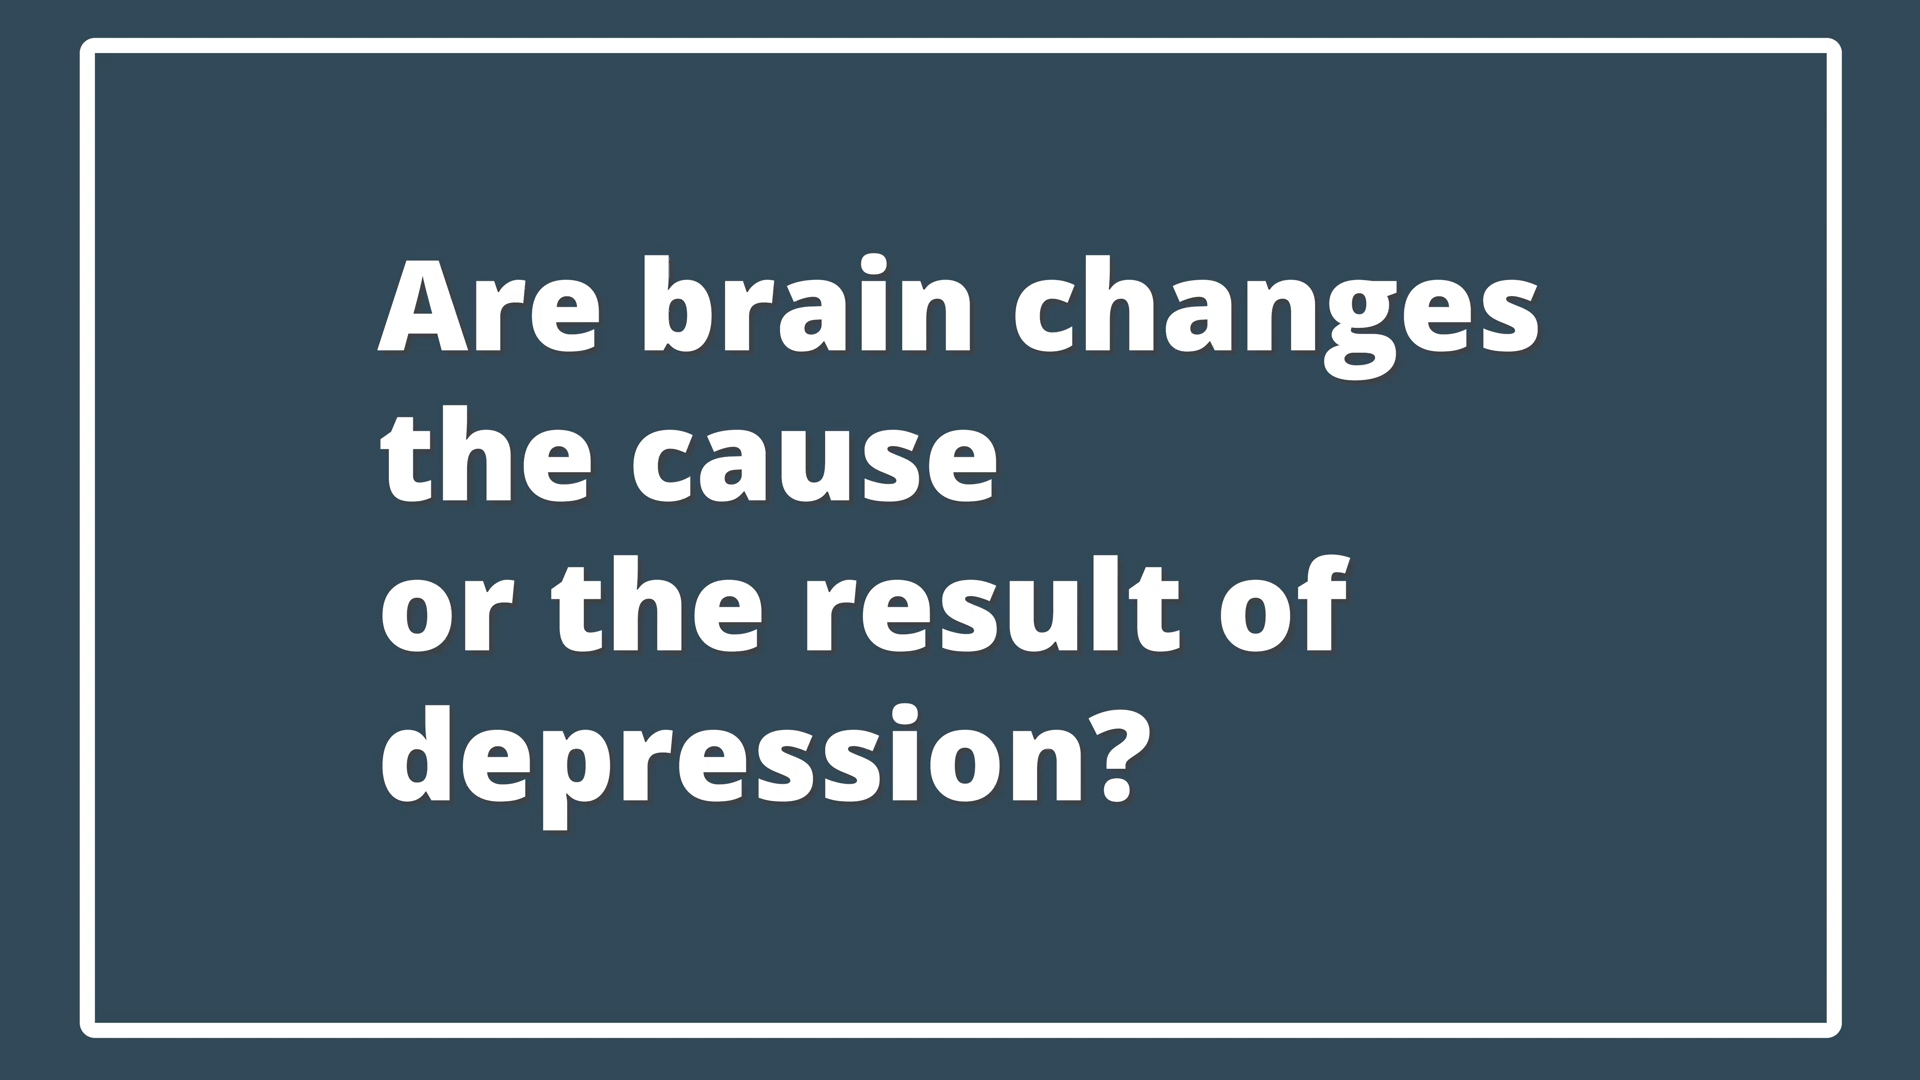 Are brain changes
the cause
or the result of
depression?